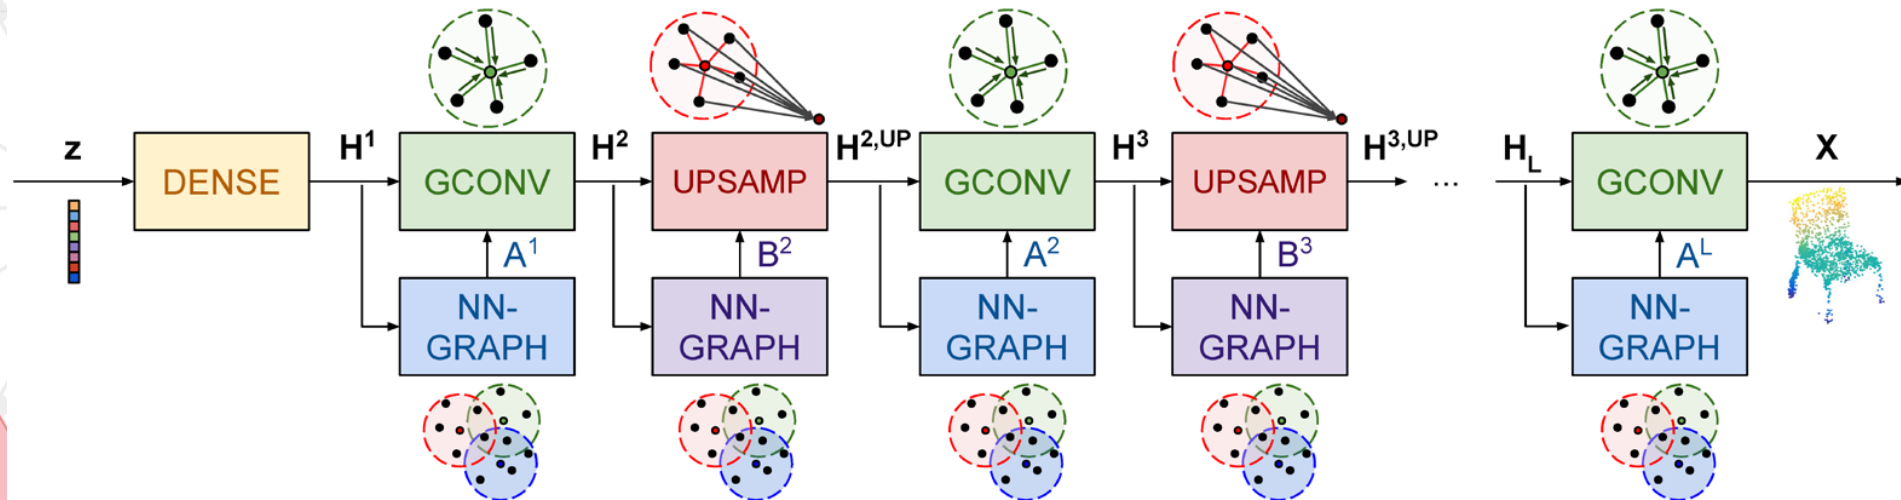 z
DENSE
H¹
GCONV
H²
UPSAMP
H²,ᵁᴾ
GCONV
H³
UPSAMP
H³,ᵁᴾ
...
H_L
GCONV
X
A¹
B²
A²
B³
Aᴸ
NN-
GRAPH
NN-
GRAPH
NN-
GRAPH
NN-
GRAPH
NN-
GRAPH